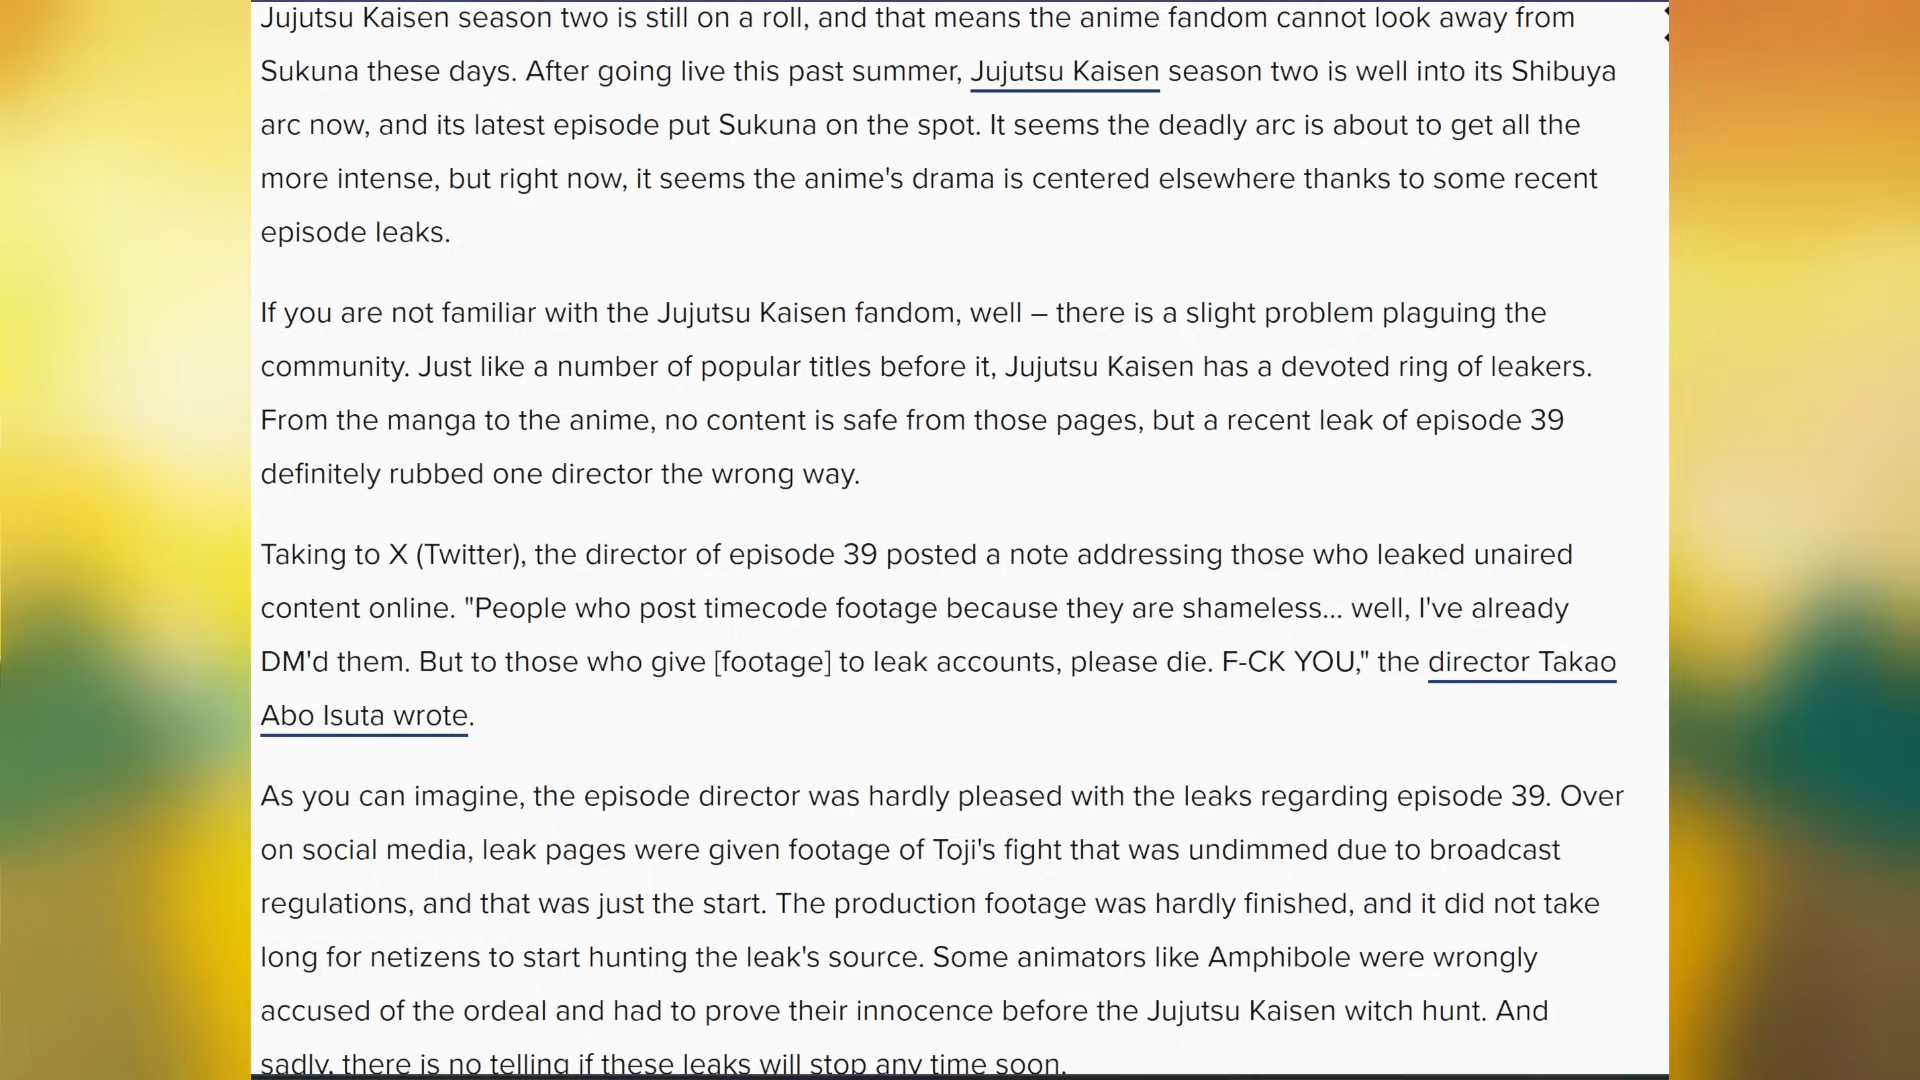 Jujutsu Kaisen season two is still on a roll, and that means the anime fandom cannot look away from
Sukuna these days. After going live this past summer, Jujutsu Kaisen season two is well into its Shibuya
arc now, and its latest episode put Sukuna on the spot. It seems the deadly arc is about to get all the
more intense, but right now, it seems the anime's drama is centered elsewhere thanks to some recent
episode leaks.
If you are not familiar with the Jujutsu Kaisen fandom, well – there is a slight problem plaguing the
community. Just like a number of popular titles before it, Jujutsu Kaisen has a devoted ring of leakers.
From the manga to the anime, no content is safe from those pages, but a recent leak of episode 39
definitely rubbed one director the wrong way.
Taking to X (Twitter), the director of episode 39 posted a note addressing those who leaked unaired
content online. "People who post timecode footage because they are shameless... well, I've already
DM'd them. But to those who give [footage] to leak accounts, please die. F-CK YOU," the director Takao
Abo Isuta wrote.
As you can imagine, the episode director was hardly pleased with the leaks regarding episode 39. Over
on social media, leak pages were given footage of Toji's fight that was undimmed due to broadcast
regulations, and that was just the start. The production footage was hardly finished, and it did not take
long for netizens to start hunting the leak's source. Some animators like Amphibole were wrongly
accused of the ordeal and had to prove their innocence before the Jujutsu Kaisen witch hunt. And
sadly, there is no telling if these leaks will stop any time soon.